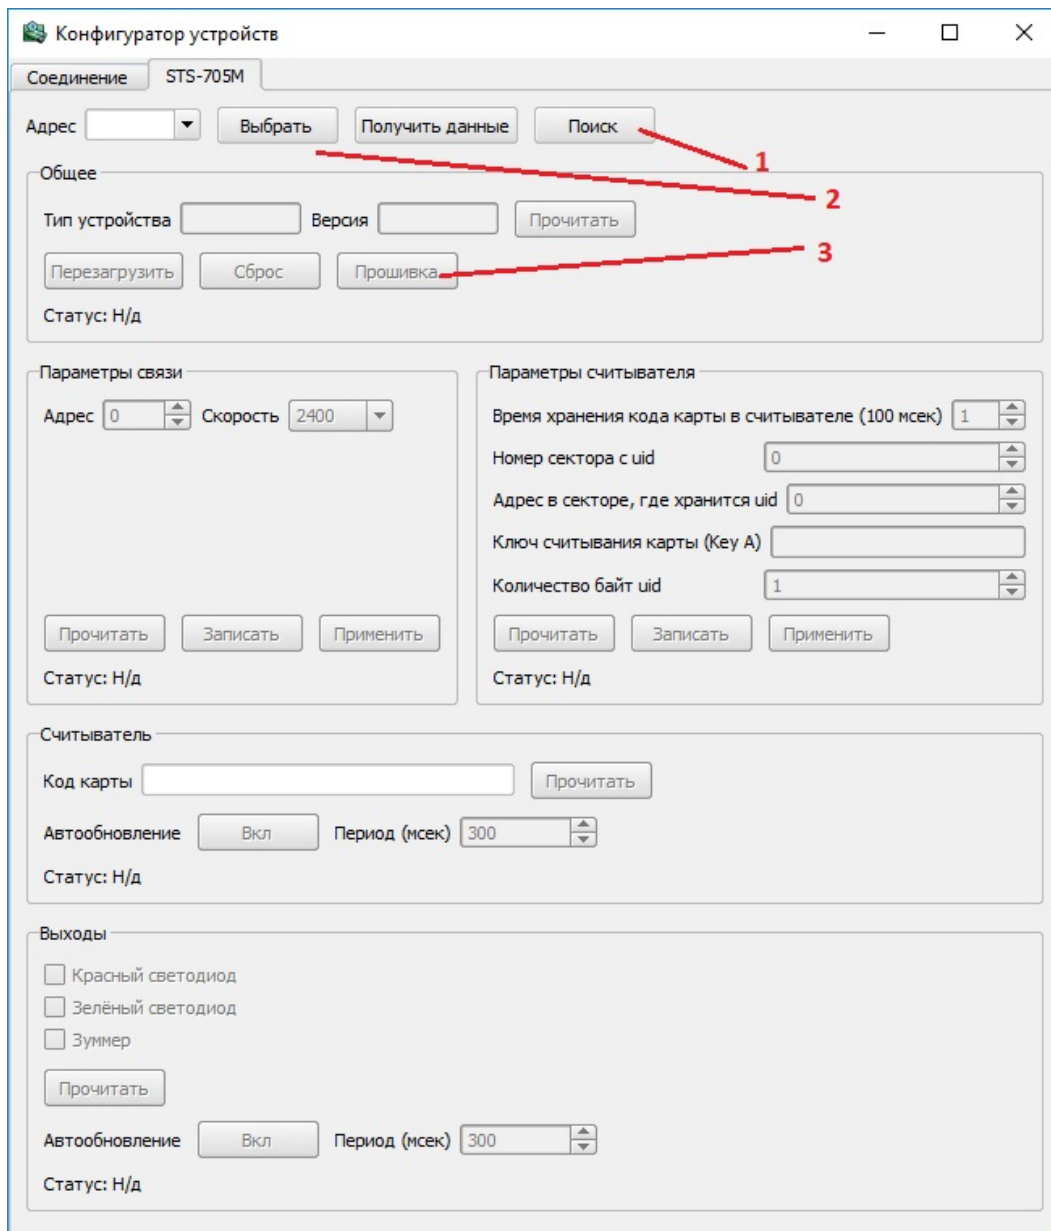 Конфигуратор устройств
Соединение STS-705M
Адрес Выбрать Получить данные Поиск
1
Общее
2
Тип устройства Версия Прочитать
3
Перезагрузить Сброс Прошивка
Статус: Н/д
Параметры связи
Адрес 0 Скорость 2400
Прочитать Записать Применить
Статус: Н/д
Параметры считывателя
Время хранения кода карты в считывателе (100 мсек) 1
Номер сектора с uid 0
Адрес в секторе, где хранится uid 0
Ключ считывания карты (Key A)
Количество байт uid 1
Прочитать Записать Применить
Статус: Н/д
Считыватель
Код карты Прочитать
Автообновление Вкл Период (мсек) 300
Статус: Н/д
Выходы
Красный светодиод
Зелёный светодиод
Зуммер
Прочитать
Автообновление Вкл Период (мсек) 300
Статус: Н/д